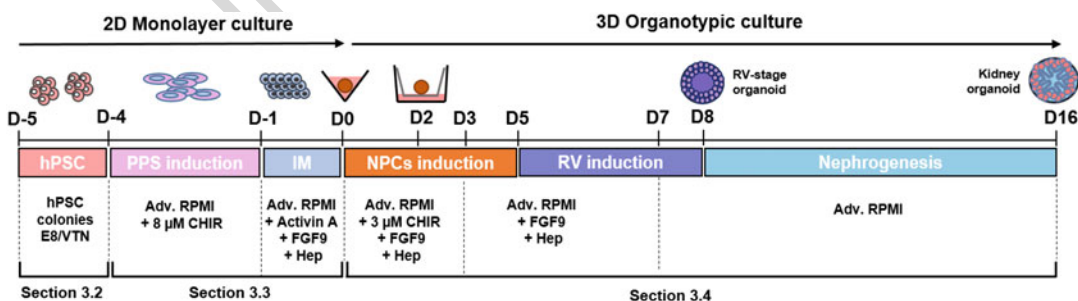 2D Monolayer culture
3D Organotypic culture
RV-stage
organoid
Kidney
organoid
D-5
D-4
D-1
D0
D2
D3
D5
D7
D8
D16
hPSC
PPS induction
IM
NPCs induction
RV induction
Nephrogenesis
hPSC
colonies
E8/VTN
Adv. RPMI
+ 8 µM CHIR
Adv. RPMI
+ Activin A
+ FGF9
+ Hep
Adv. RPMI
+ 3 µM CHIR
+ FGF9
+ Hep
Adv. RPMI
+ FGF9
+ Hep
Adv. RPMI
Section 3.2
Section 3.3
Section 3.4